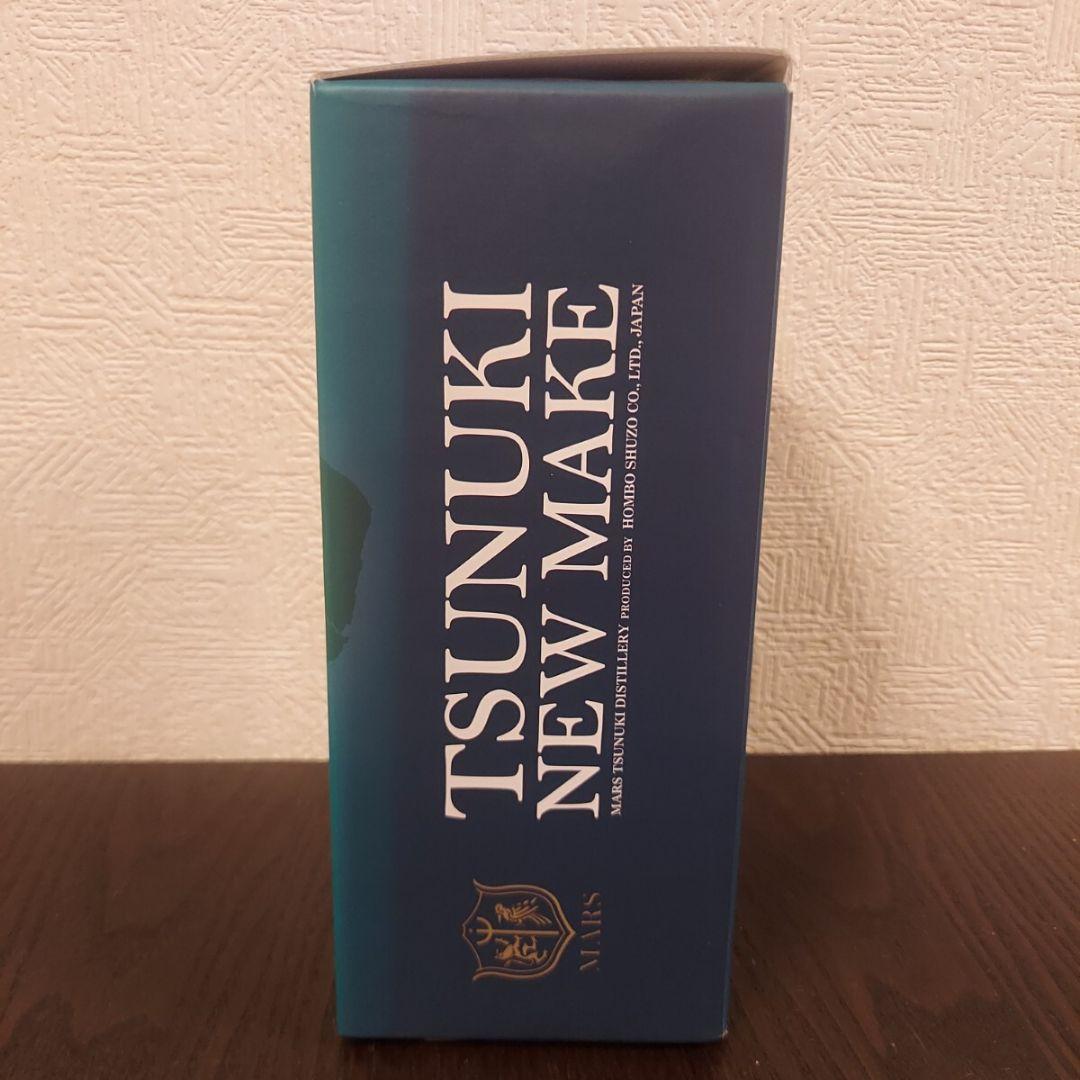 TSUNUKI
NEW MAKE
MARS TSUNUKI DISTILLERY PRODUCED BY HOMBO SHUZO CO., LTD., JAPAN
MARS